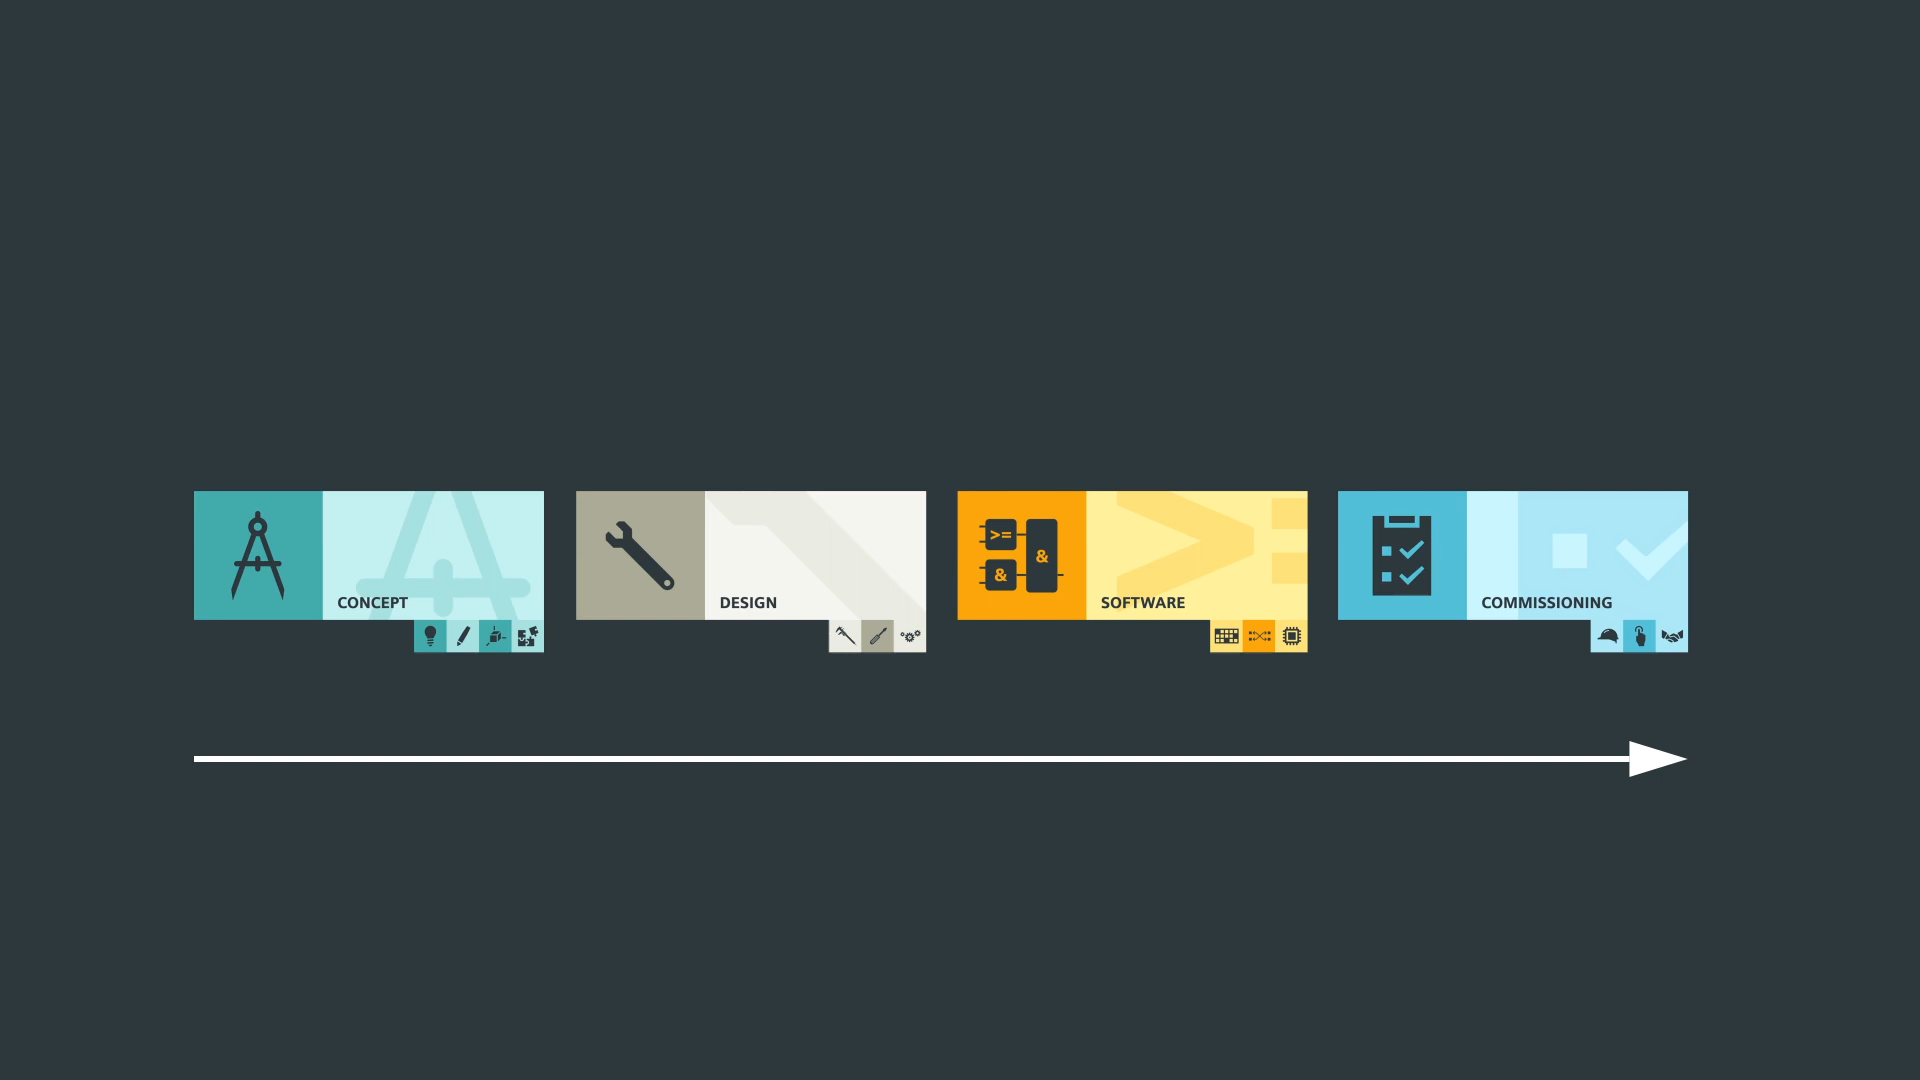 CONCEPT
DESIGN
>=
&
&
SOFTWARE
COMMISSIONING